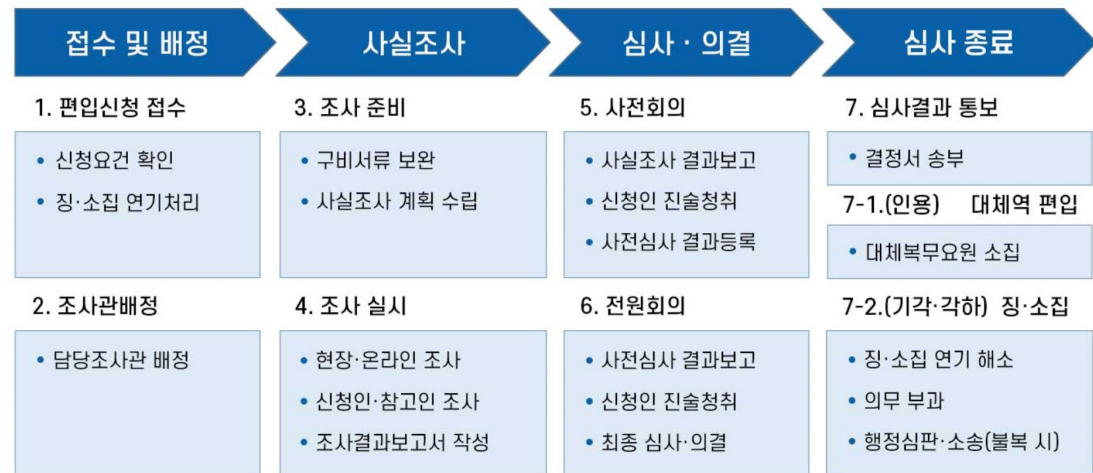 접수 및 배정
사실조사
심사 · 의결
심사 종료
1. 편입신청 접수
• 신청요건 확인
• 징·소집 연기처리
2. 조사관배정
• 담당조사관 배정
3. 조사 준비
• 구비서류 보완
• 사실조사 계획 수립
4. 조사 실시
• 현장·온라인 조사
• 신청인·참고인 조사
• 조사결과보고서 작성
5. 사전회의
• 사실조사 결과보고
• 신청인 진술청취
• 사전심사 결과등록
6. 전원회의
• 사전심사 결과보고
• 신청인 진술청취
• 최종 심사·의결
7. 심사결과 통보
• 결정서 송부
7-1.(인용) 대체역 편입
• 대체복무요원 소집
7-2.(기각·각하) 징·소집
• 징·소집 연기 해소
• 의무 부과
• 행정심판·소송(불복 시)